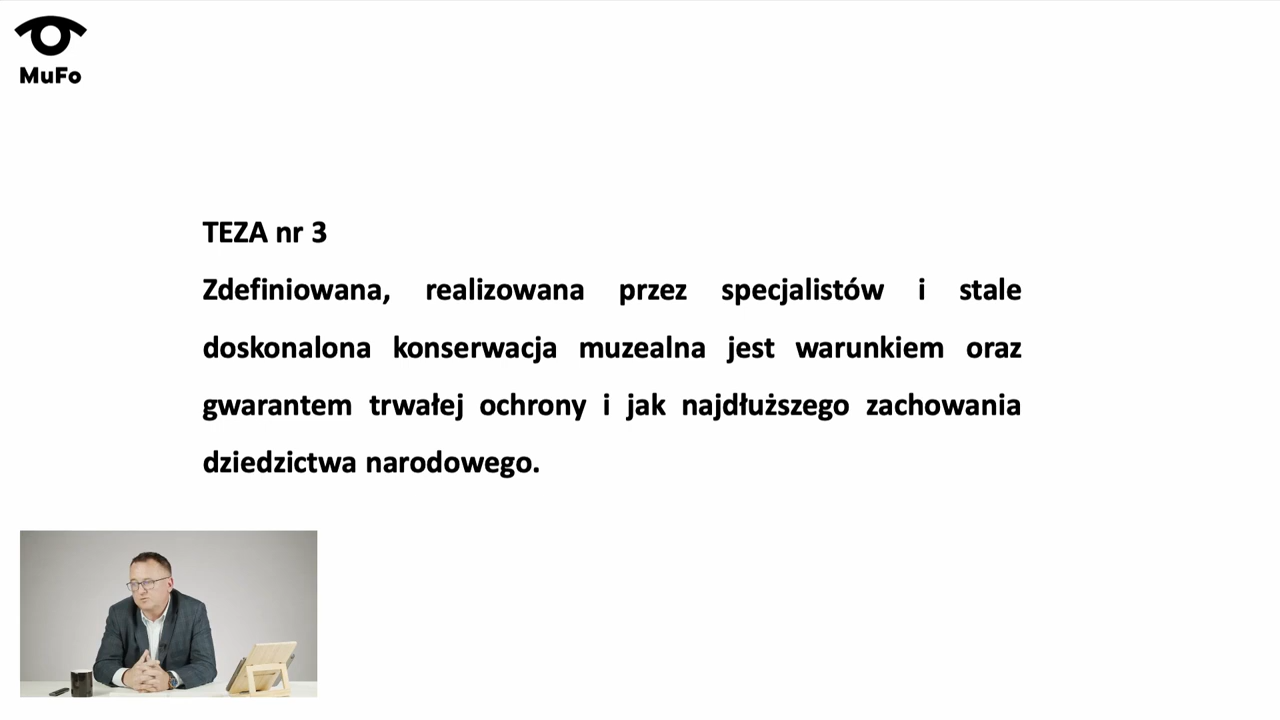 MuFo
TEZA nr 3
Zdefiniowana, realizowana przez specjalistów i stale
doskonalona konserwacja muzealna jest warunkiem oraz
gwarantem trwałej ochrony i jak najdłuższego zachowania
dziedzictwa narodowego.